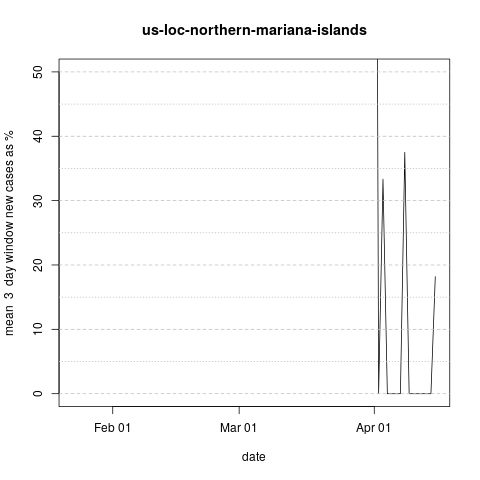 us-loc-northern-mariana-islands
mean 3 day window new cases as %
50
40
30
20
10
0
Feb 01 Mar 01 Apr 01
date